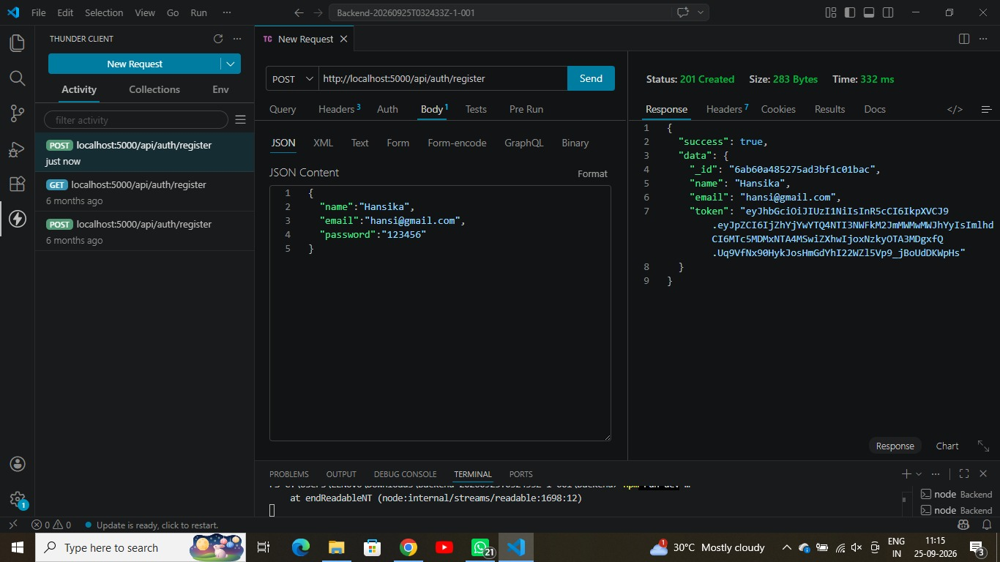 File Edit Selection View Go Run ···
Backend-20260925T032433Z-1-001
THUNDER CLIENT
New Request
Activity Collections Env
filter activity
POST localhost:5000/api/auth/register
just now
GET localhost:5000/api/auth/register
6 months ago
POST localhost:5000/api/auth/register
6 months ago
TC New Request
POST http://localhost:5000/api/auth/register Send
Query Headers 3 Auth Body 1 Tests Pre Run
JSON XML Text Form Form-encode GraphQL Binary
JSON Content Format
1 {
2 "name":"Hansika",
3 "email":"hansi@gmail.com",
4 "password":"123456"
5 }
Status: 201 Created Size: 283 Bytes Time: 332 ms
Response Headers 7 Cookies Results Docs </>
1 {
2 "success": true,
3 "data": {
4 "_id": "6ab60a485275ad3bf1c01bac",
5 "name": "Hansika",
6 "email": "hansi@gmail.com",
7 "token": "eyJhbGciOiJIUzI1NiIsInR5cCI6IkpXVCJ9
.eyJpZCI6IjZhYjYwYTQ4NTI3NWFkM2JmMWMwMWJhYyIsImlhd
CI6MTc5MDMxNTA4MSwiZXhwIjoxNzkyOTA3MDgxfQ
.Uq9VfNx90HykJosHmGdYhI22WZl5Vp9_jBoUdDKWpHs"
8 }
9 }
Response Chart
PROBLEMS OUTPUT DEBUG CONSOLE TERMINAL PORTS
at endReadableNT (node:internal/streams/readable:1698:12)
node Backend
node Backend
1
0 0 Update is ready, click to restart.
Type here to search
21
1 30°C Mostly cloudy
ENG
IN
11:15
25-09-2026
3